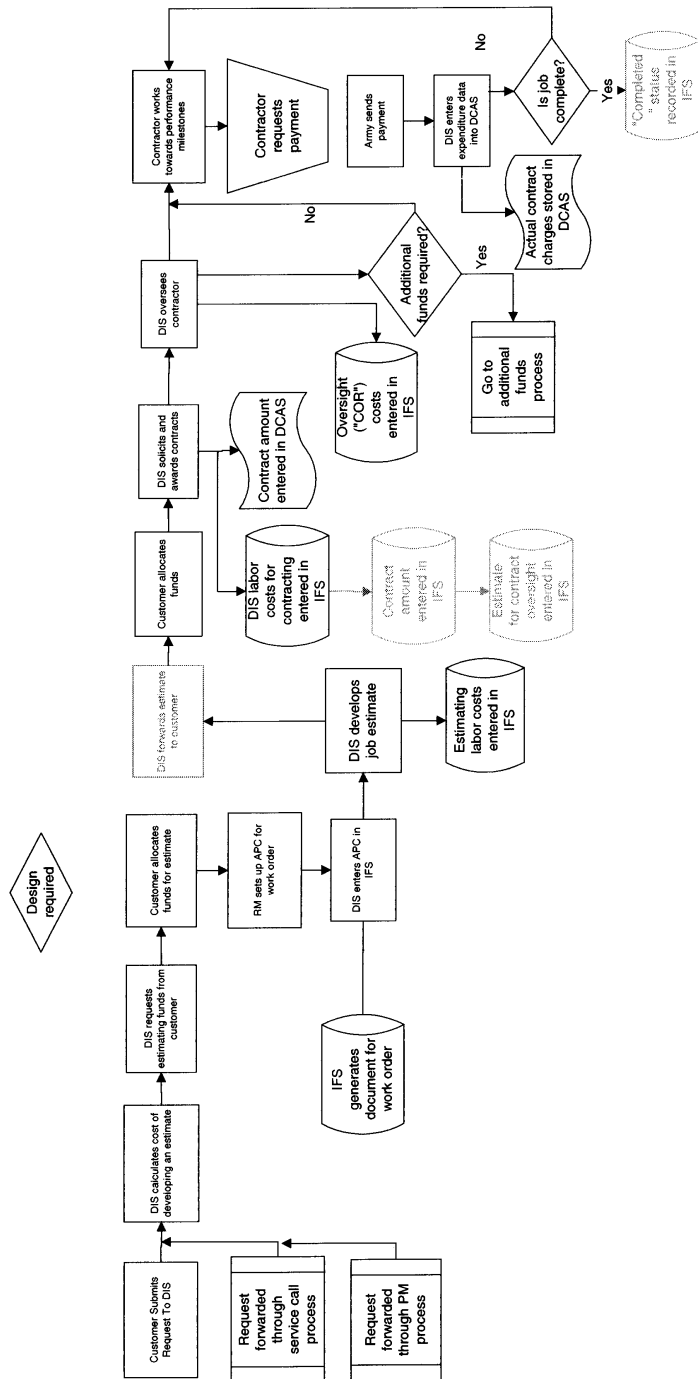 Design
required
Customer Submits
Request To DIS
Request
forwarded
through
service call
process
Request
forwarded
through PM
process
DIS calculates cost of
developing an estimate
DIS requests
estimating funds from
customer
Customer allocates
funds for estimate
RM sets up APC for
work order
DIS enters APC in
IFS
IFS
generates
document for
work order
DIS develops
job estimate
Estimating
labor costs
entered in
IFS
DIS forwards estimate
to customer
Customer allocates
funds
DIS solicits and
awards contracts
Contract amount
entered in DCAS
DIS labor
costs for
contracting
entered in
IFS
Contract
amount
entered in
IFS
Estimate
for contract
oversight
entered in
IFS
DIS oversees
contractor
Oversight
("COR")
costs
entered in
IFS
Additional
funds required?
No
Yes
Go to
additional
funds
process
Contractor works
towards performance
milestones
Contractor
requests
payment
Army sends
payment
DIS enters
expenditure data
into DCAS
Actual contract
charges stored in
DCAS
Is job
complete?
No
Yes
"Completed
" status
recorded in
IFS